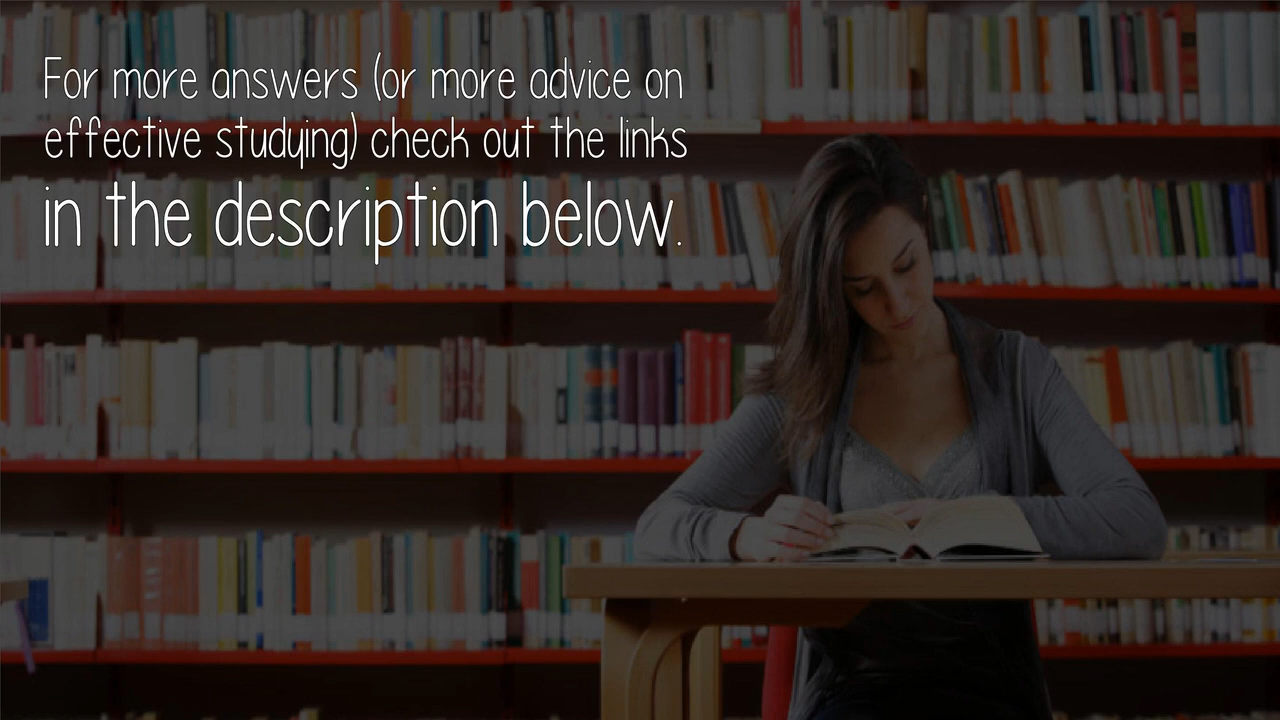 For more answers (or more advice on
effective studying) check out the links
in the description below.